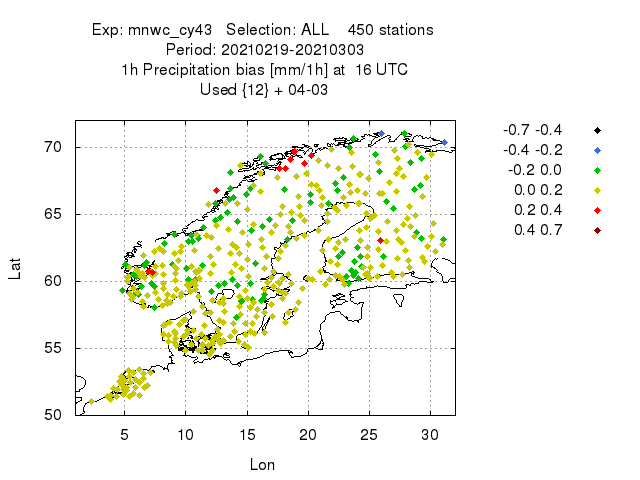 Exp: mnwc_cy43   Selection: ALL    450 stations
Period: 20210219-20210303
1h Precipitation bias [mm/1h] at  16 UTC
Used {12} + 04-03
-0.7 -0.4
-0.4 -0.2
-0.2 0.0
0.0 0.2
0.2 0.4
0.4 0.7
70
65
60
55
50
Lat
5 10 15 20 25 30
Lon